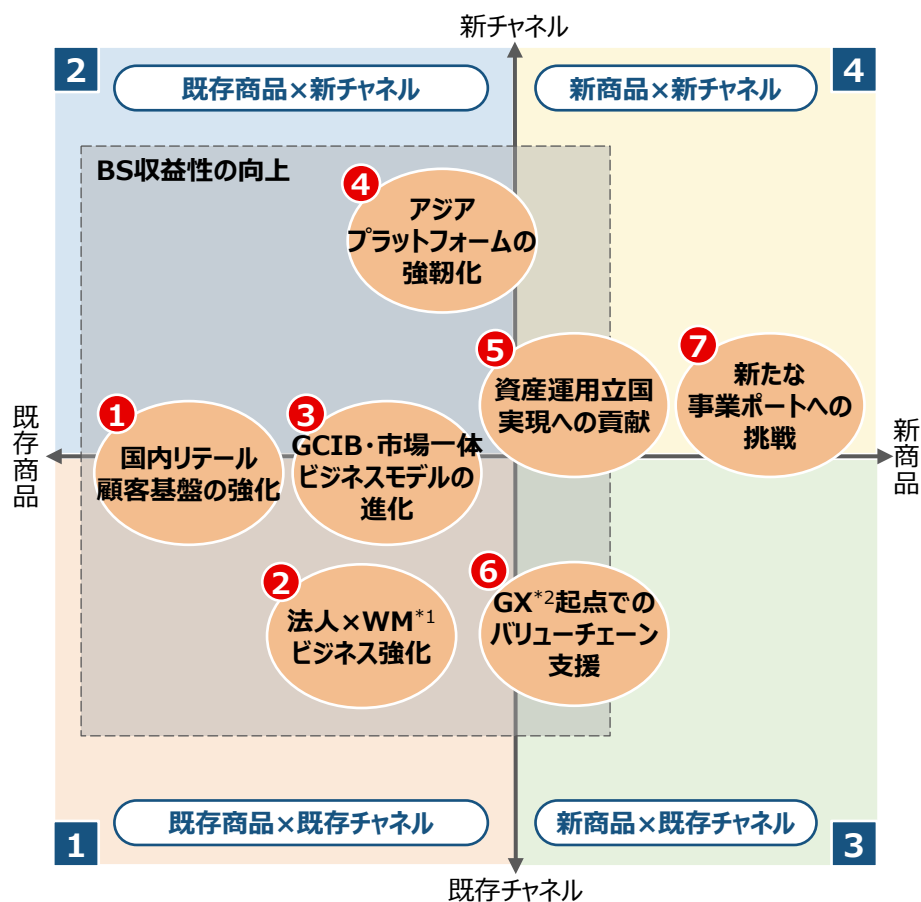 新チャネル
2
既存商品×新チャネル
新商品×新チャネル
4
BS収益性の向上
4
アジア
プラットフォームの
強靭化
5
資産運用立国
実現への貢献
7
新たな
事業ポートへの
挑戦
既存商品
1
国内リテール
顧客基盤の強化
3
GCIB・市場一体
ビジネスモデルの
進化
新商品
2
法人×WM*1
ビジネス強化
6
GX*2起点での
バリューチェーン
支援
1
既存商品×既存チャネル
新商品×既存チャネル
3
既存チャネル